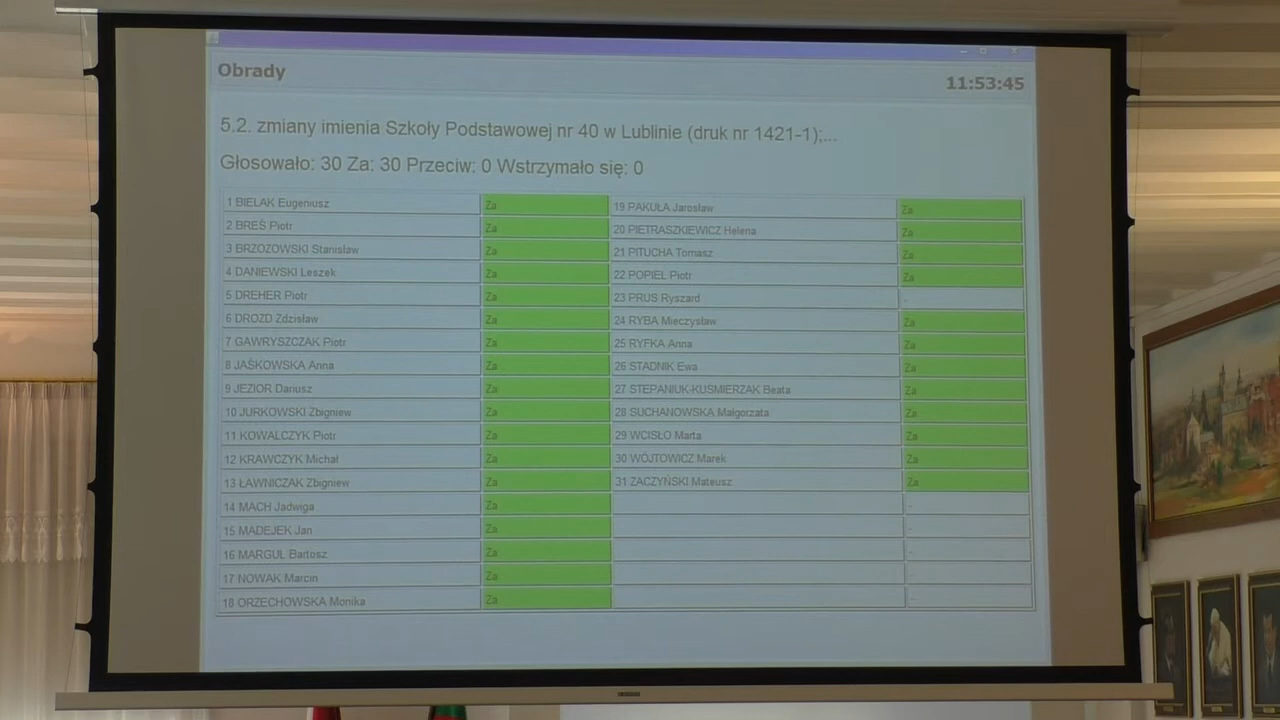 Obrady
11:53:45
5.2. zmiany imienia Szkoły Podstawowej nr 40 w Lublinie (druk nr 1421-1);...
Głosowało: 30 Za: 30 Przeciw: 0 Wstrzymało się: 0
1 BIELAK Eugeniusz Za 19 PAKUŁA Jarosław Za
2 BREŚ Piotr Za 20 PIETRASZKIEWICZ Helena Za
3 BRZOZOWSKI Stanisław Za 21 PITUCHA Tomasz Za
4 DANIEWSKI Leszek Za 22 POPIEL Piotr Za
5 DREHER Piotr Za 23 PRUS Ryszard -
6 DROZD Zdzisław Za 24 RYBA Mieczysław Za
7 GAWRYSZCZAK Piotr Za 25 RYFKA Anna Za
8 JAŚKOWSKA Anna Za 26 STADNIK Ewa Za
9 JEZIOR Dariusz Za 27 STEPANIUK-KUŚMIERZAK Beata Za
10 JURKOWSKI Zbigniew Za 28 SUCHANOWSKA Małgorzata Za
11 KOWALCZYK Piotr Za 29 WCISŁO Marta Za
12 KRAWCZYK Michał Za 30 WÓJTOWICZ Marek Za
13 ŁAWNICZAK Zbigniew Za 31 ZACZYŃSKI Mateusz Za
14 MACH Jadwiga Za -
15 MADEJEK Jan Za -
16 MARGUL Bartosz Za -
17 NOWAK Marcin Za -
18 ORZECHOWSKA Monika Za -